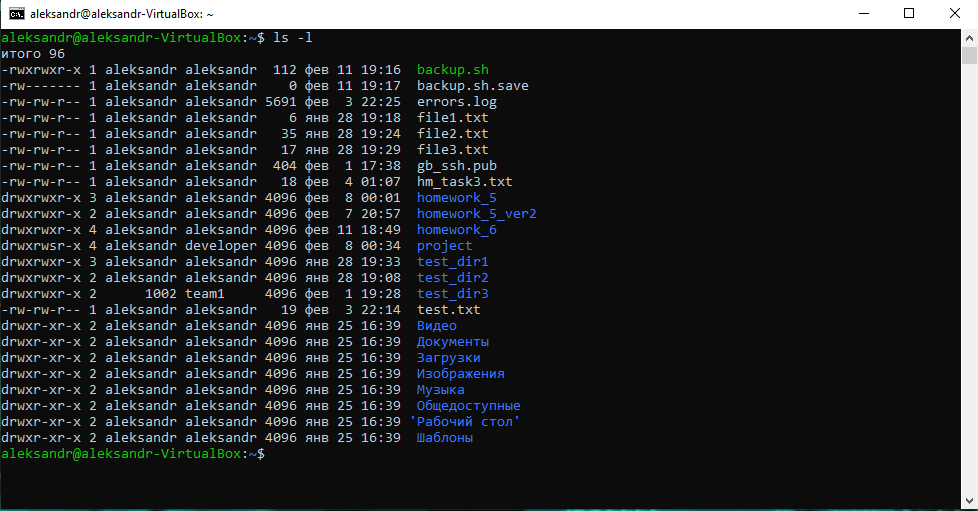 aleksandr@aleksandr-VirtualBox: ~
aleksandr@aleksandr-VirtualBox:~$ ls -l
итого 96
-rwxrwxr-x 1 aleksandr aleksandr  112 фев 11 19:16  backup.sh
-rw------- 1 aleksandr aleksandr    0 фев 11 19:17  backup.sh.save
-rw-rw-r-- 1 aleksandr aleksandr 5691 фев  3 22:25  errors.log
-rw-rw-r-- 1 aleksandr aleksandr    6 янв 28 19:18  file1.txt
-rw-rw-r-- 1 aleksandr aleksandr   35 янв 28 19:24  file2.txt
-rw-rw-r-- 1 aleksandr aleksandr   17 янв 28 19:29  file3.txt
-rw-rw-r-- 1 aleksandr aleksandr  404 фев  1 17:38  gb_ssh.pub
-rw-rw-r-- 1 aleksandr aleksandr   18 фев  4 01:07  hm_task3.txt
drwxrwxr-x 3 aleksandr aleksandr 4096 фев  8 00:01  homework_5
drwxrwxr-x 2 aleksandr aleksandr 4096 фев  7 20:57  homework_5_ver2
drwxrwxr-x 4 aleksandr aleksandr 4096 фев 11 18:49  homework_6
drwxrwsr-x 4 aleksandr developer 4096 фев  8 00:34  project
drwxrwxr-x 3 aleksandr aleksandr 4096 янв 28 19:33  test_dir1
drwxrwxr-x 2 aleksandr aleksandr 4096 янв 28 19:08  test_dir2
drwxrwxr-x 2      1002 team1     4096 фев  1 19:28  test_dir3
-rw-rw-r-- 1 aleksandr aleksandr   19 фев  3 22:14  test.txt
drwxr-xr-x 2 aleksandr aleksandr 4096 янв 25 16:39  Видео
drwxr-xr-x 2 aleksandr aleksandr 4096 янв 25 16:39  Документы
drwxr-xr-x 2 aleksandr aleksandr 4096 янв 25 16:39  Загрузки
drwxr-xr-x 2 aleksandr aleksandr 4096 янв 25 16:39  Изображения
drwxr-xr-x 2 aleksandr aleksandr 4096 янв 25 16:39  Музыка
drwxr-xr-x 2 aleksandr aleksandr 4096 янв 25 16:39  Общедоступные
drwxr-xr-x 2 aleksandr aleksandr 4096 янв 25 16:39 'Рабочий стол'
drwxr-xr-x 2 aleksandr aleksandr 4096 янв 25 16:39  Шаблоны
aleksandr@aleksandr-VirtualBox:~$